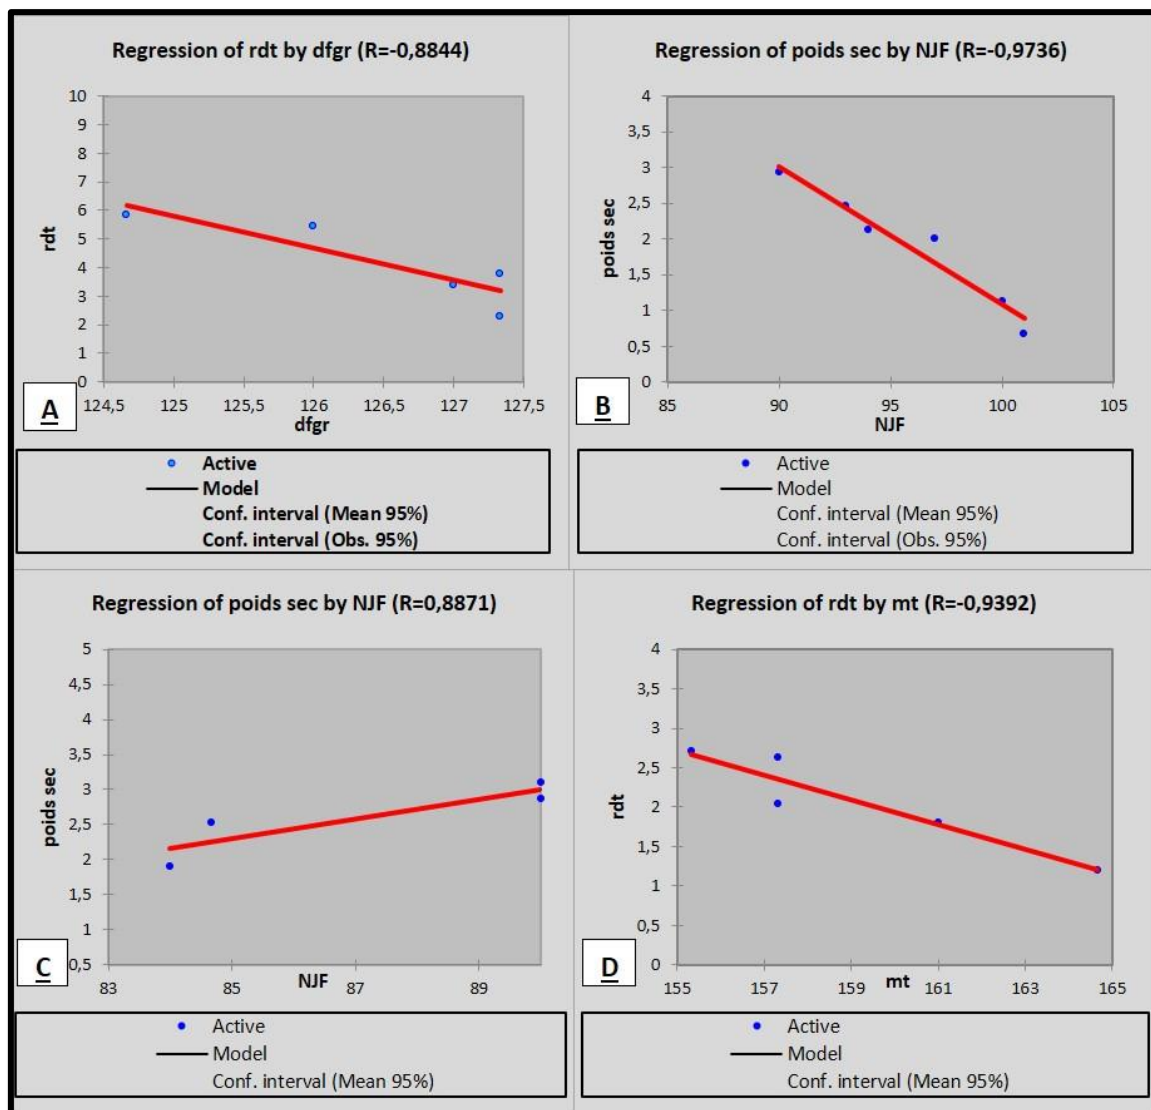 Regression of rdt by dfgr (R=-0,8844)
10
9
8
7
6
5
4
3
2
1
0
rdt
124,5 125 125,5 126 126,5 127 127,5
dfgr
A
Active
Model
Conf. interval (Mean 95%)
Conf. interval (Obs. 95%)
Regression of poids sec by NJF (R=-0,9736)
4
3,5
3
2,5
2
1,5
1
0,5
0
poids sec
85 90 95 100 105
NJF
B
Active
Model
Conf. interval (Mean 95%)
Conf. interval (Obs. 95%)
Regression of poids sec by NJF (R=0,8871)
5
4,5
4
3,5
3
2,5
2
1,5
1
0,5
poids sec
83 85 87 89
NJF
C
Active
Model
Conf. interval (Mean 95%)
Regression of rdt by mt (R=-0,9392)
4
3,5
3
2,5
2
1,5
1
0,5
0
rdt
155 157 159 161 163 165
mt
D
Active
Model
Conf. interval (Mean 95%)